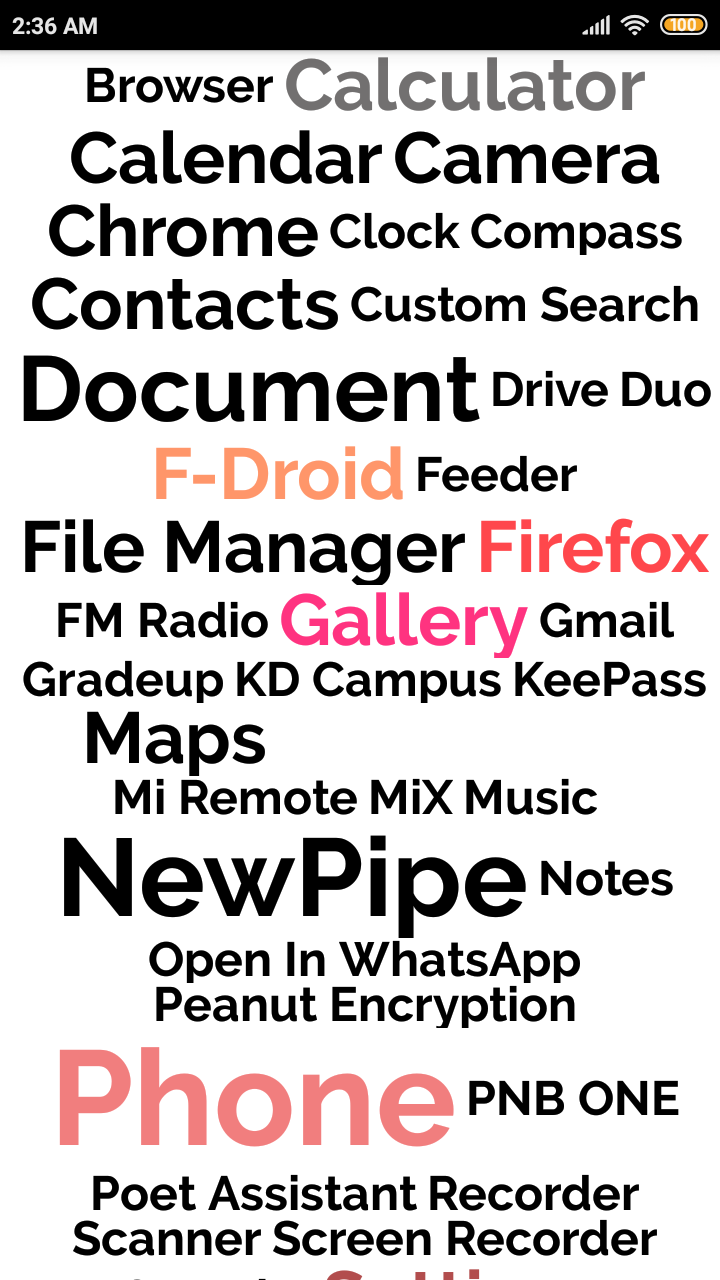 2:36 AM 100
Browser Calculator
Calendar Camera
Chrome Clock Compass
Contacts Custom Search
Document Drive Duo
F-Droid Feeder
File Manager Firefox
FM Radio Gallery Gmail
Gradeup KD Campus KeePass
Maps
Mi Remote MiX Music
NewPipe Notes
Open In WhatsApp
Peanut Encryption
Phone PNB ONE
Poet Assistant Recorder
Scanner Screen Recorder